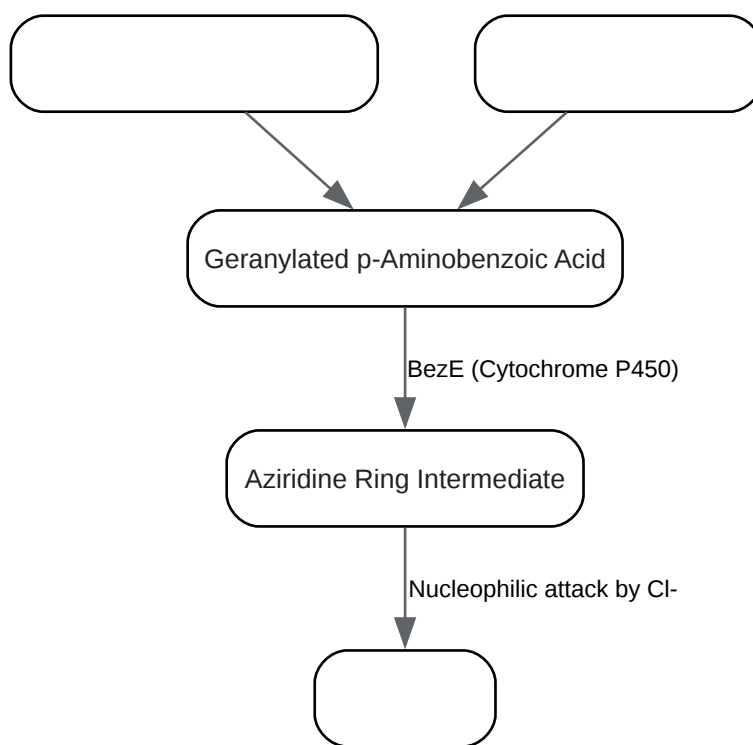 Geranylated p-Aminobenzoic Acid
BezE (Cytochrome P450)
Aziridine Ring Intermediate
Nucleophilic attack by Cl-